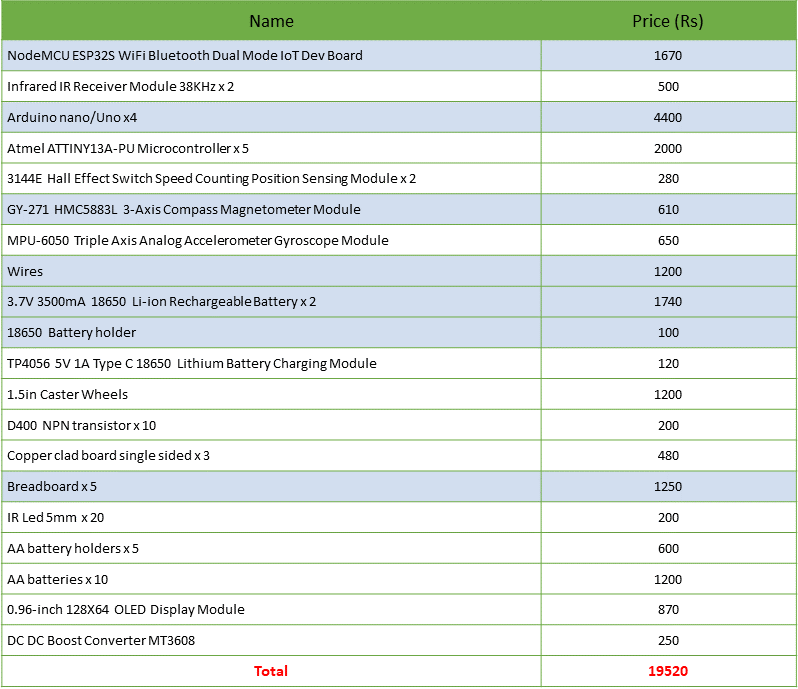 Name Price (Rs)
NodeMCU ESP32S WiFi Bluetooth Dual Mode IoT Dev Board 1670
Infrared IR Receiver Module 38KHz x 2 500
Arduino nano/Uno x4 4400
Atmel ATTINY13A-PU Microcontroller x 5 2000
3144E Hall Effect Switch Speed Counting Position Sensing Module x 2 280
GY-271 HMC5883L 3-Axis Compass Magnetometer Module 610
MPU-6050 Triple Axis Analog Accelerometer Gyroscope Module 650
Wires 1200
3.7V 3500mA 18650 Li-ion Rechargeable Battery x 2 1740
18650 Battery holder 100
TP4056 5V 1A Type C 18650 Lithium Battery Charging Module 120
1.5in Caster Wheels 1200
D400 NPN transistor x 10 200
Copper clad board single sided x 3 480
Breadboard x 5 1250
IR Led 5mm x 20 200
AA battery holders x 5 600
AA batteries x 10 1200
0.96-inch 128X64 OLED Display Module 870
DC DC Boost Converter MT3608 250
Total 19520